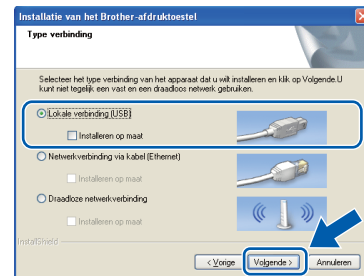 Installatie van het Brother-afdruktoestel
Type verbinding
Selecteer het type verbinding van het apparaat dat u wilt installeren en klik op Volgende.U
kunt niet tegelijk een vast en een draadloos netwerk gebruiken.
Lokale verbinding (USB)
Installeren op maat
Netwerkverbinding via kabel (Ethernet)
Installeren op maat
Draadloze netwerkverbinding
Installeren op maat
InstallShield
< Vorige
Volgende >
Annuleren